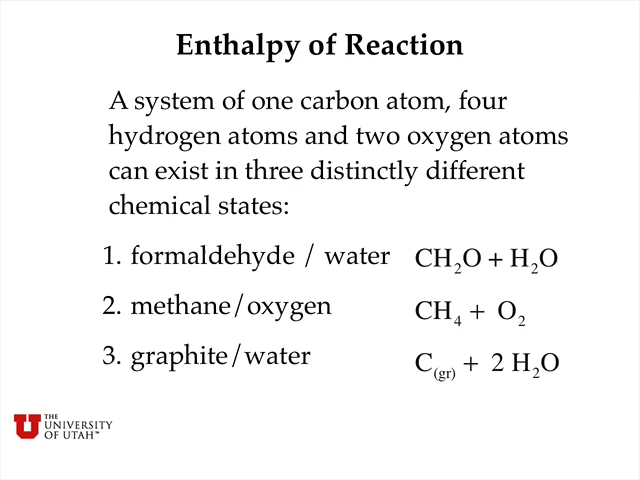 Enthalpy of Reaction
A system of one carbon atom, four
hydrogen atoms and two oxygen atoms
can exist in three distinctly different
chemical states:
1. formaldehyde / water CH₂O + H₂O
2. methane/oxygen CH₄ + O₂
3. graphite/water C(gr) + 2 H₂O
THE
UNIVERSITY
OF UTAH™